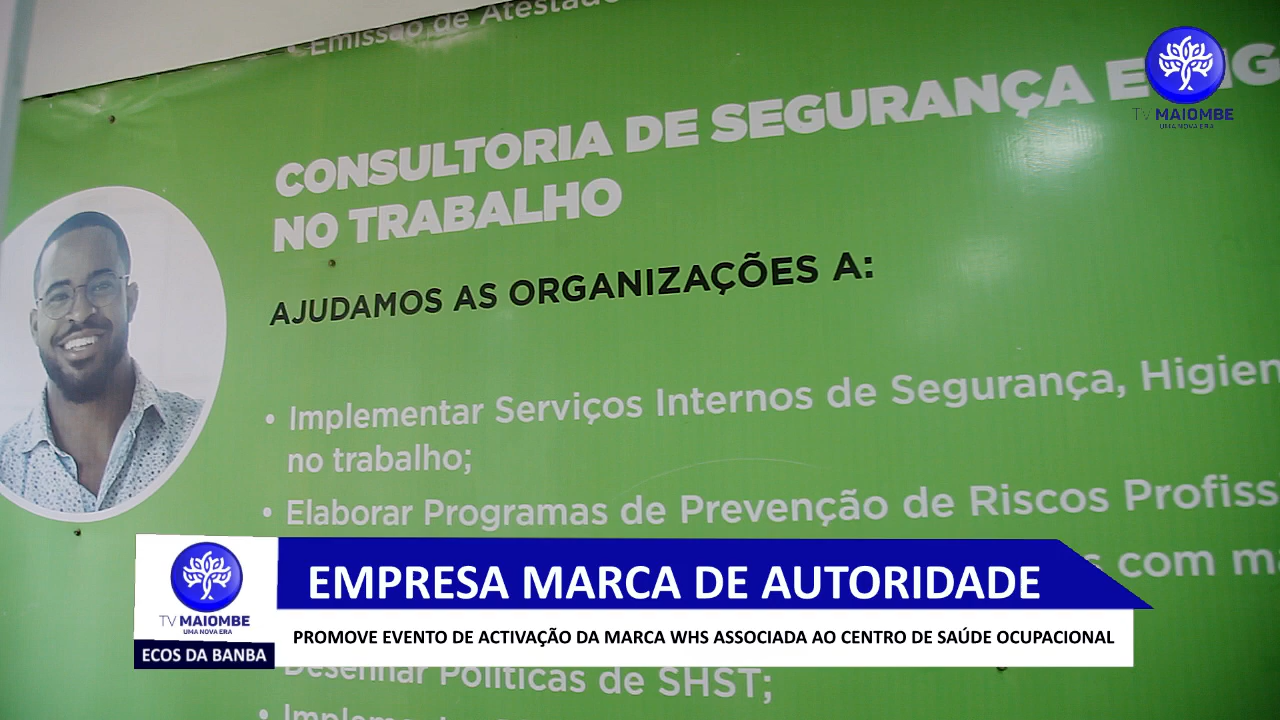 • Emissão de Atestado
CONSULTORIA DE SEGURANÇA E
NO TRABALHO
AJUDAMOS AS ORGANIZAÇÕES A:
• Implementar Serviços Internos de Segurança, Higien
no trabalho;
• Elaborar Programas de Prevenção de Riscos Profiss
com m
Desenhar Políticas de SHST;
TV MAIOMBE
UMA NOVA ERA
TV MAIOMBE
UMA NOVA ERA
ECOS DA BANBA
EMPRESA MARCA DE AUTORIDADE
PROMOVE EVENTO DE ACTIVAÇÃO DA MARCA WHS ASSOCIADA AO CENTRO DE SAÚDE OCUPACIONAL